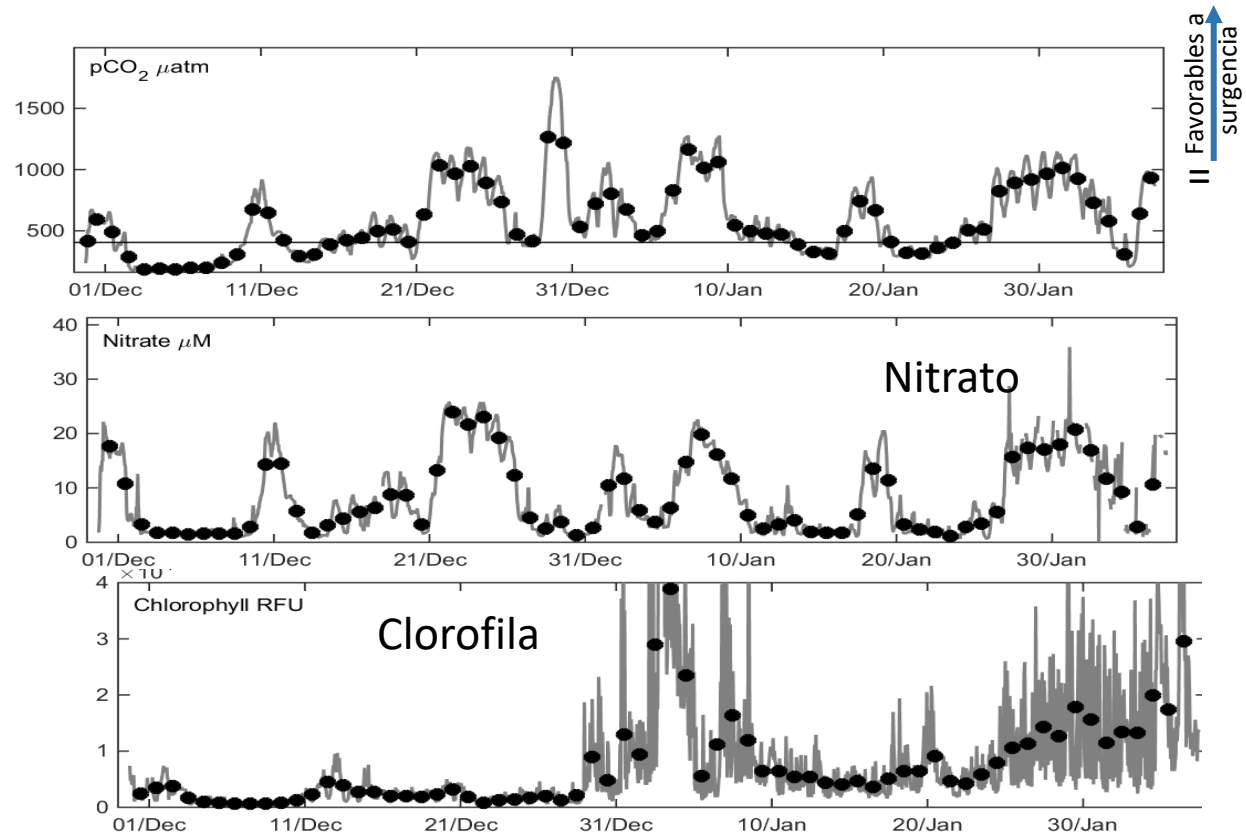 Favorables a
surgencia
II
pCO2 µatm
1500
1000
500
01/Dec 11/Dec 21/Dec 31/Dec 10/Jan 20/Jan 30/Jan
Nitrate µM
Nitrato
40
30
20
10
0
01/Dec 11/Dec 21/Dec 31/Dec 10/Jan 20/Jan 30/Jan
× 10
Chlorophyll RFU
Clorofila
4
3
2
1
0
01/Dec 11/Dec 21/Dec 31/Dec 10/Jan 20/Jan 30/Jan